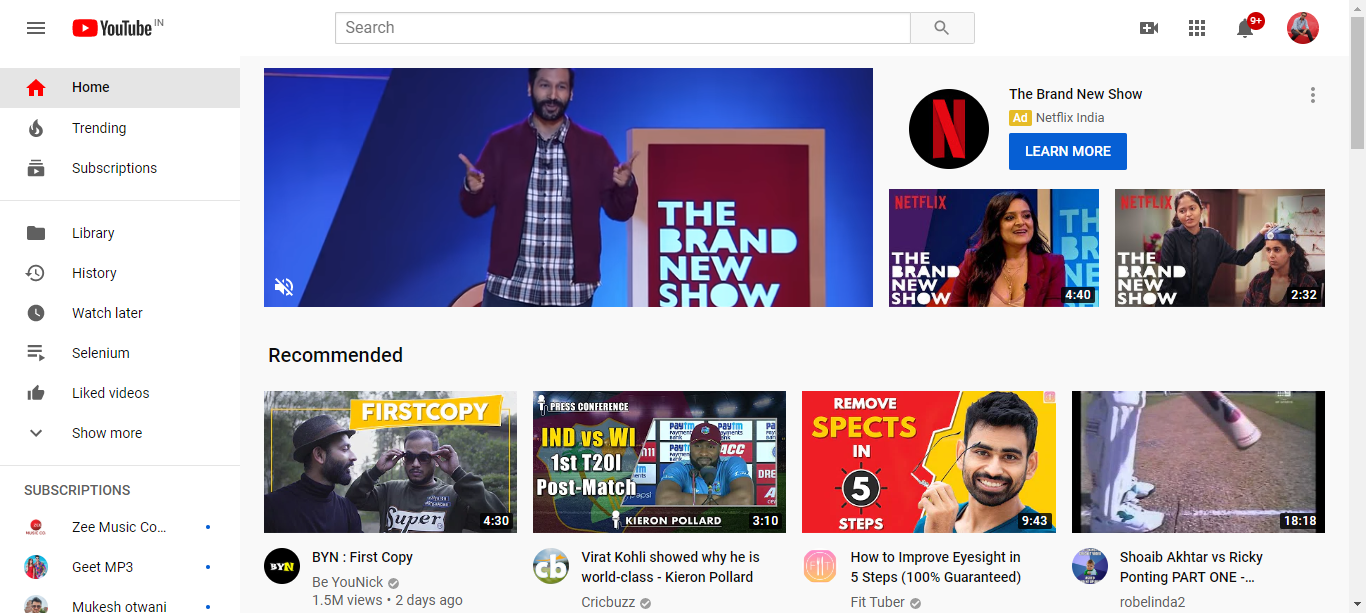 YouTube IN
Search
9+
Home
Trending
Subscriptions
Library
History
Watch later
Selenium
Liked videos
Show more
SUBSCRIPTIONS
Zee Music Co...
Geet MP3
Mukesh otwani
THE
BRAND
NEW
SHOW
The Brand New Show
Ad Netflix India
LEARN MORE
NETFLIX
THE
BRAND
NEW
SHOW
4:40
NETFLIX
THE
BRAND
NEW
SHOW
2:32
Recommended
FIRSTCOPY
Super
4:30
BYN
BYN : First Copy
Be YouNick
1.5M views • 2 days ago
PRESS CONFERENCE
IND vs WI
1st T20I
Post-Match
KIERON POLLARD
3:10
cb
Virat Kohli showed why he is
world-class - Kieron Pollard
Cricbuzz
REMOVE
SPECTS
IN
5
STEPS
9:43
How to Improve Eyesight in
5 Steps (100% Guaranteed)
Fit Tuber
18:18
Shoaib Akhtar vs Ricky
Ponting PART ONE -...
robelinda2